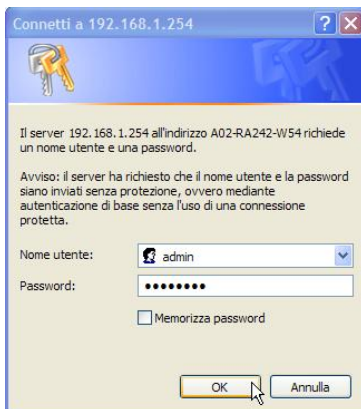 Connetti a 192.168.1.254
Il server 192.168.1.254 all'indirizzo A02-RA242-W54 richiede
un nome utente e una password.
Avviso: il server ha richiesto che il nome utente e la password
siano inviati senza protezione, ovvero mediante
autenticazione di base senza l'uso di una connessione
protetta.
Nome utente:
admin
Password:
••••••••
Memorizza password
OK
Annulla